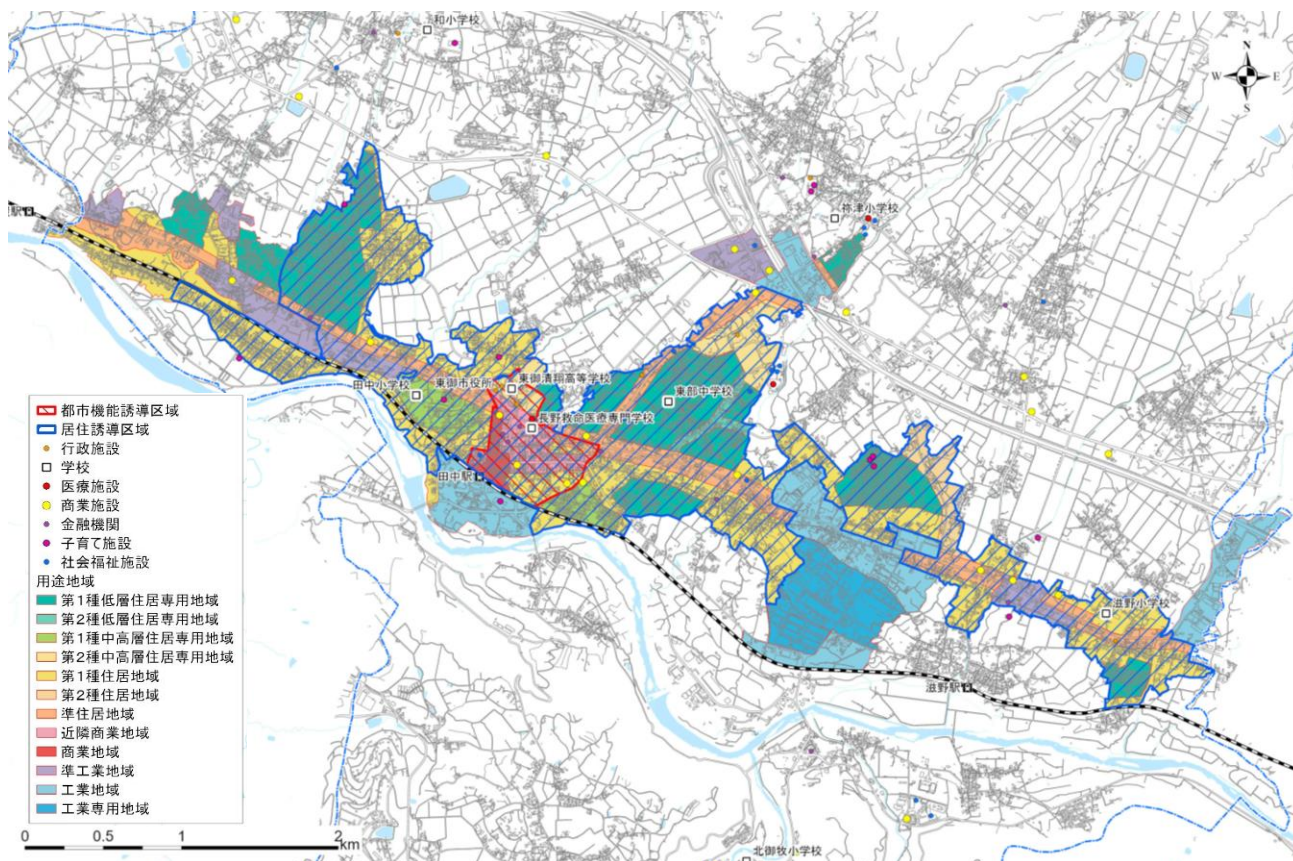 和小学校
N
W
E
S
祢津小学校
駅
田中小学校
東御市役所
東御清翔高等学校
長野救命医療専門学校
東部中学校
田中駅
滋野小学校
滋野駅
北御牧小学校
都市機能誘導区域
居住誘導区域
行政施設
学校
医療施設
商業施設
金融機関
子育て施設
社会福祉施設
用途地域
第1種低層住居専用地域
第2種低層住居専用地域
第1種中高層住居専用地域
第2種中高層住居専用地域
第1種住居地域
第2種住居地域
準住居地域
近隣商業地域
商業地域
準工業地域
工業地域
工業専用地域
0 0.5 1 2
km